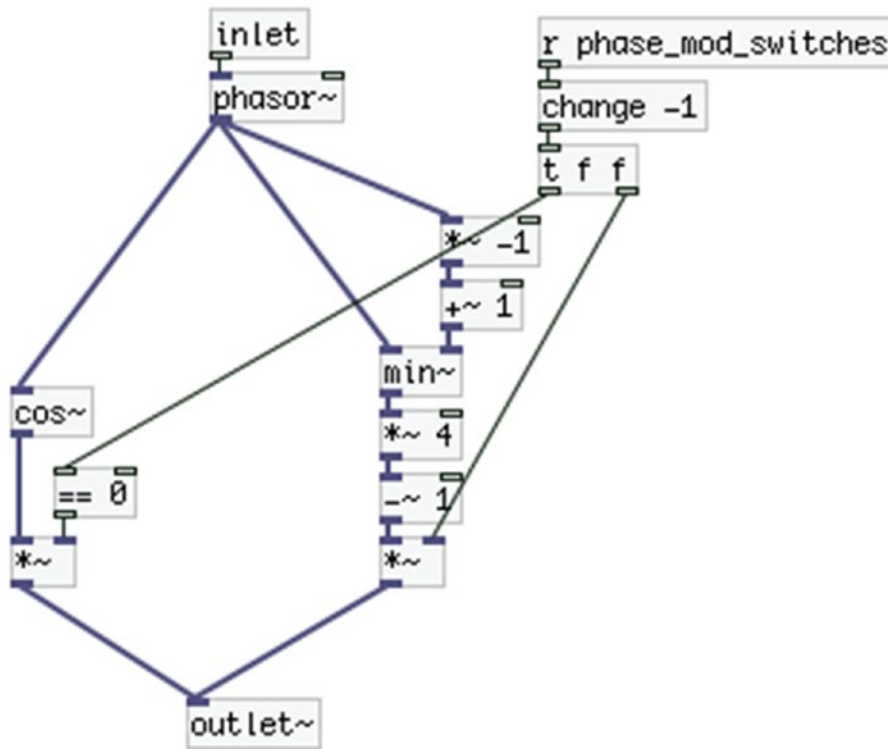 inlet
r phase_mod_switches
phasor~
change -1
t f f
*~ -1
+~ 1
min~
cos~
*~ 4
== 0
-~ 1
*~
*~
outlet~